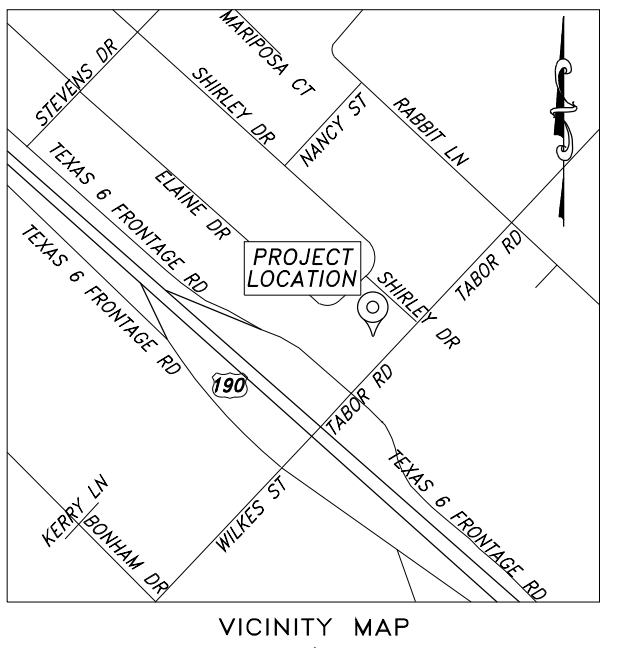 MARIPOSA CT
STEVENS DR
SHIRLEY DR
NANCY ST
RABBIT LN
TEXAS 6 FRONTAGE RD
ELAINE DR
TEXAS 6 FRONTAGE RD
PROJECT
LOCATION
TABOR RD
SHIRLEY DR
190
TABOR RD
TEXAS 6 FRONTAGE RD
KERRY LN
BONHAM DR
WILKES ST
VICINITY MAP